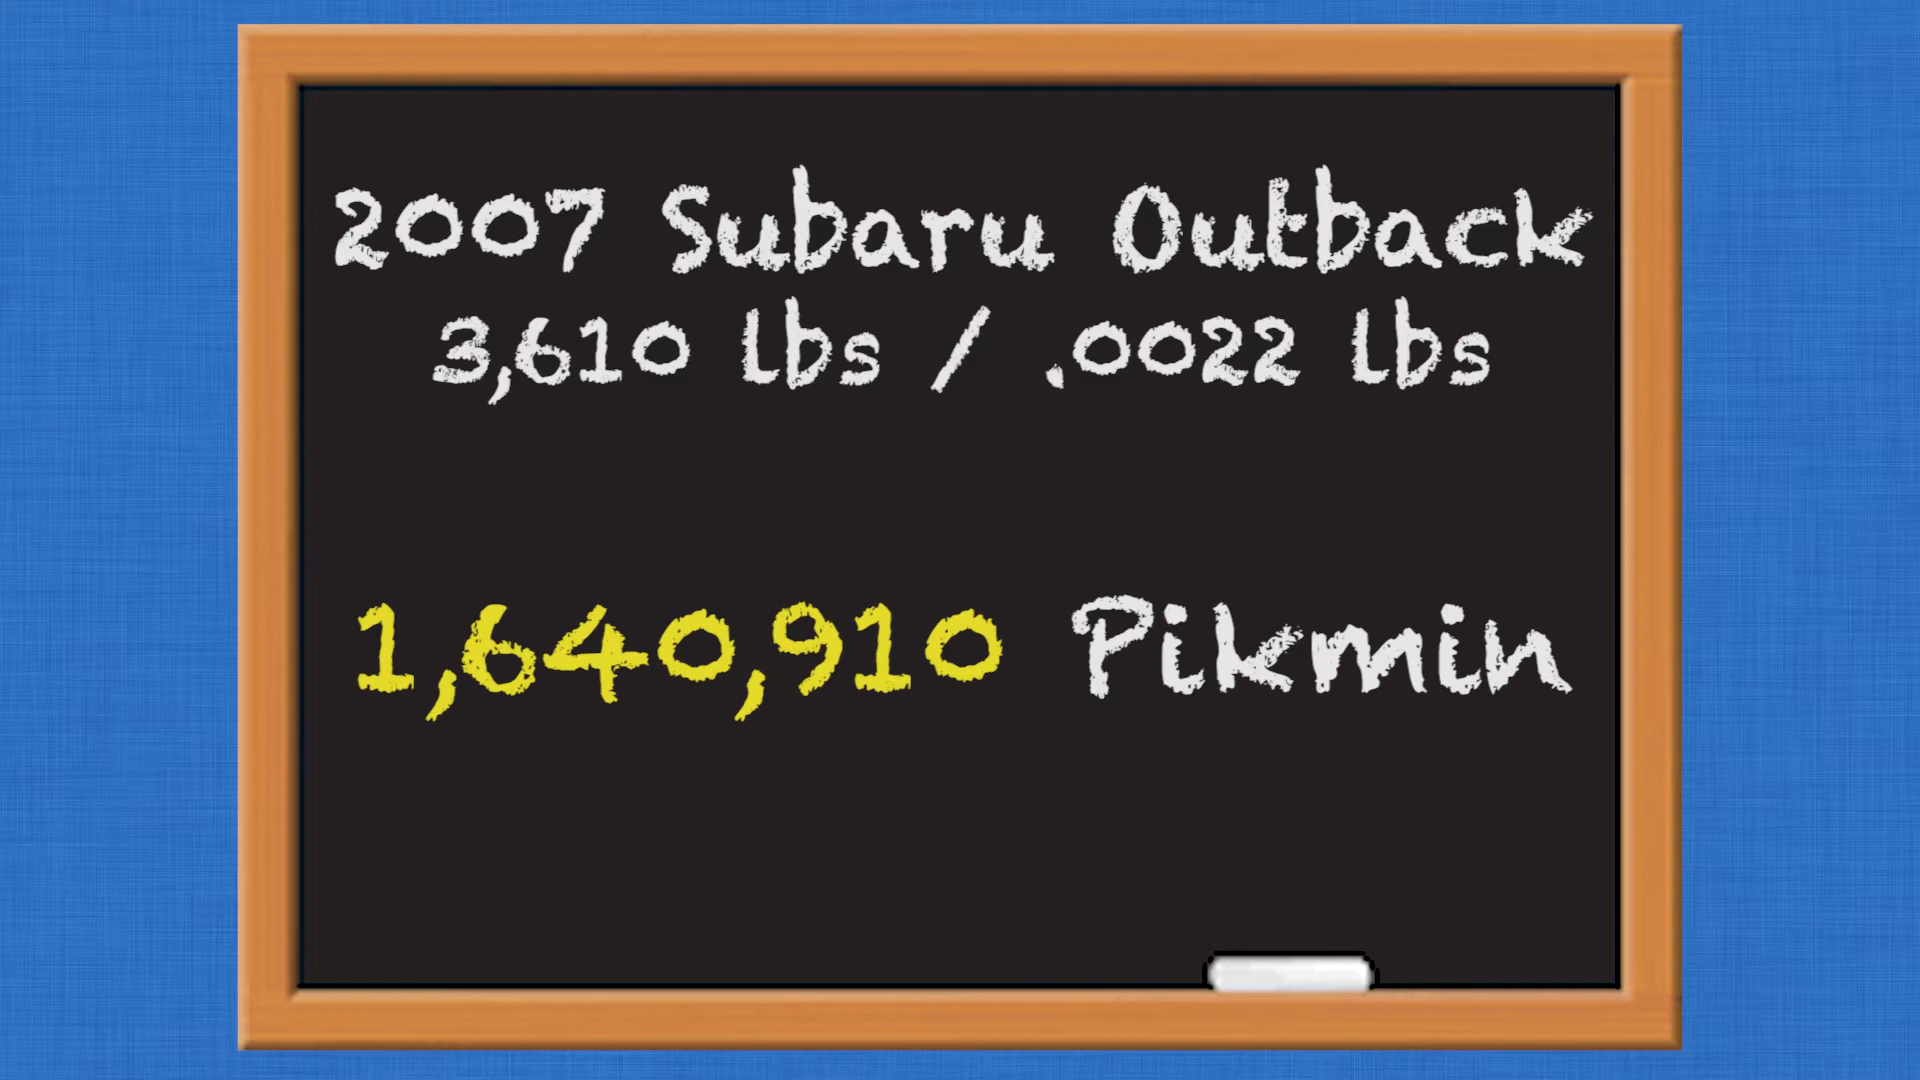 2007 Subaru Outback
3,610 lbs / .0022 lbs
1,640,910 Pikmin